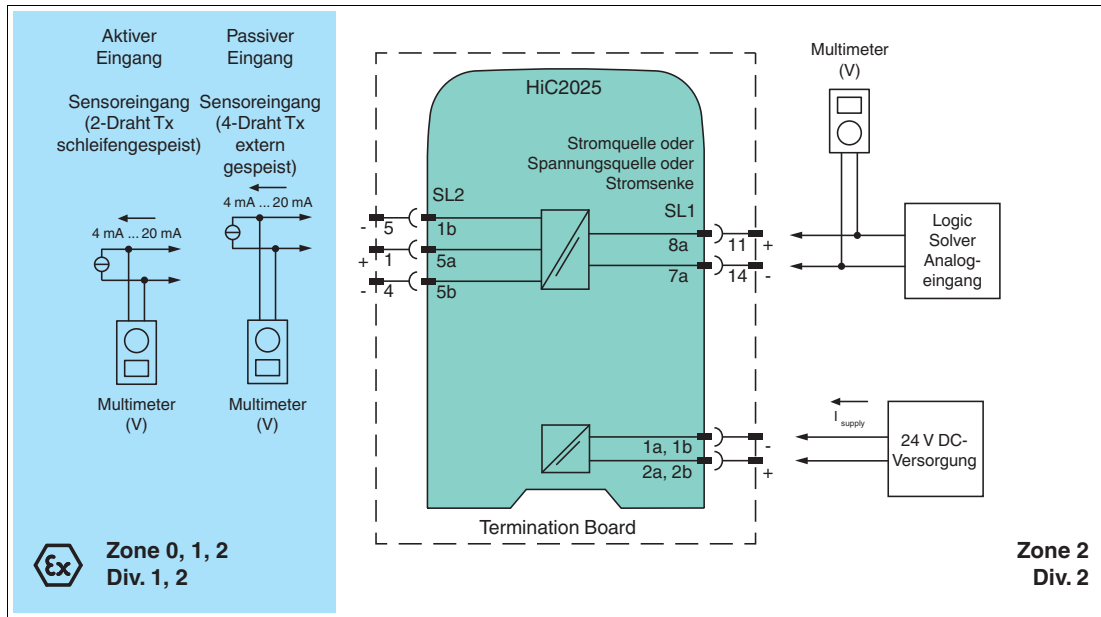 Aktiver
Eingang
Passiver
Eingang
Sensoreingang
(2-Draht Tx
schleifengespeist)
Sensoreingang
(4-Draht Tx
extern
gespeist)
4 mA ... 20 mA
4 mA ... 20 mA
Multimeter
(V)
Multimeter
(V)
Ex
Zone 0, 1, 2
Div. 1, 2
HiC2025
Stromquelle oder
Spannungsquelle oder
Stromsenke
SL2
SL1
- 5 1b
+ 1 5a
- 4 5b
8a 11 +
7a 14 -
1a, 1b -
2a, 2b +
Termination Board
Multimeter
(V)
Logic
Solver
Analog-
eingang
I supply
24 V DC-
Versorgung
Zone 2
Div. 2